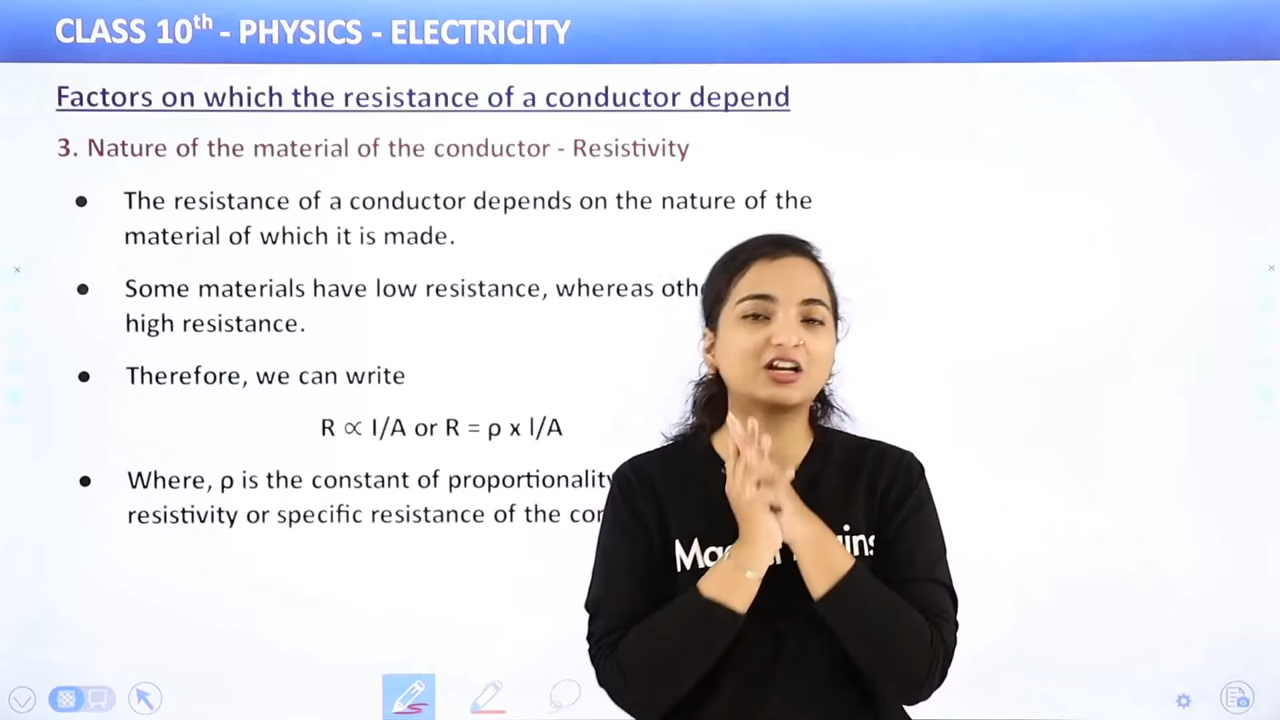 CLASS 10th - PHYSICS - ELECTRICITY
Factors on which the resistance of a conductor depend
3. Nature of the material of the conductor - Resistivity
● The resistance of a conductor depends on the nature of the
material of which it is made.
● Some materials have low resistance, whereas
high resistance.
● Therefore, we can write
R ∝ l/A or R = ρ x l/A
● Where, ρ is the constant of proportionality
resistivity or specific resistance of the